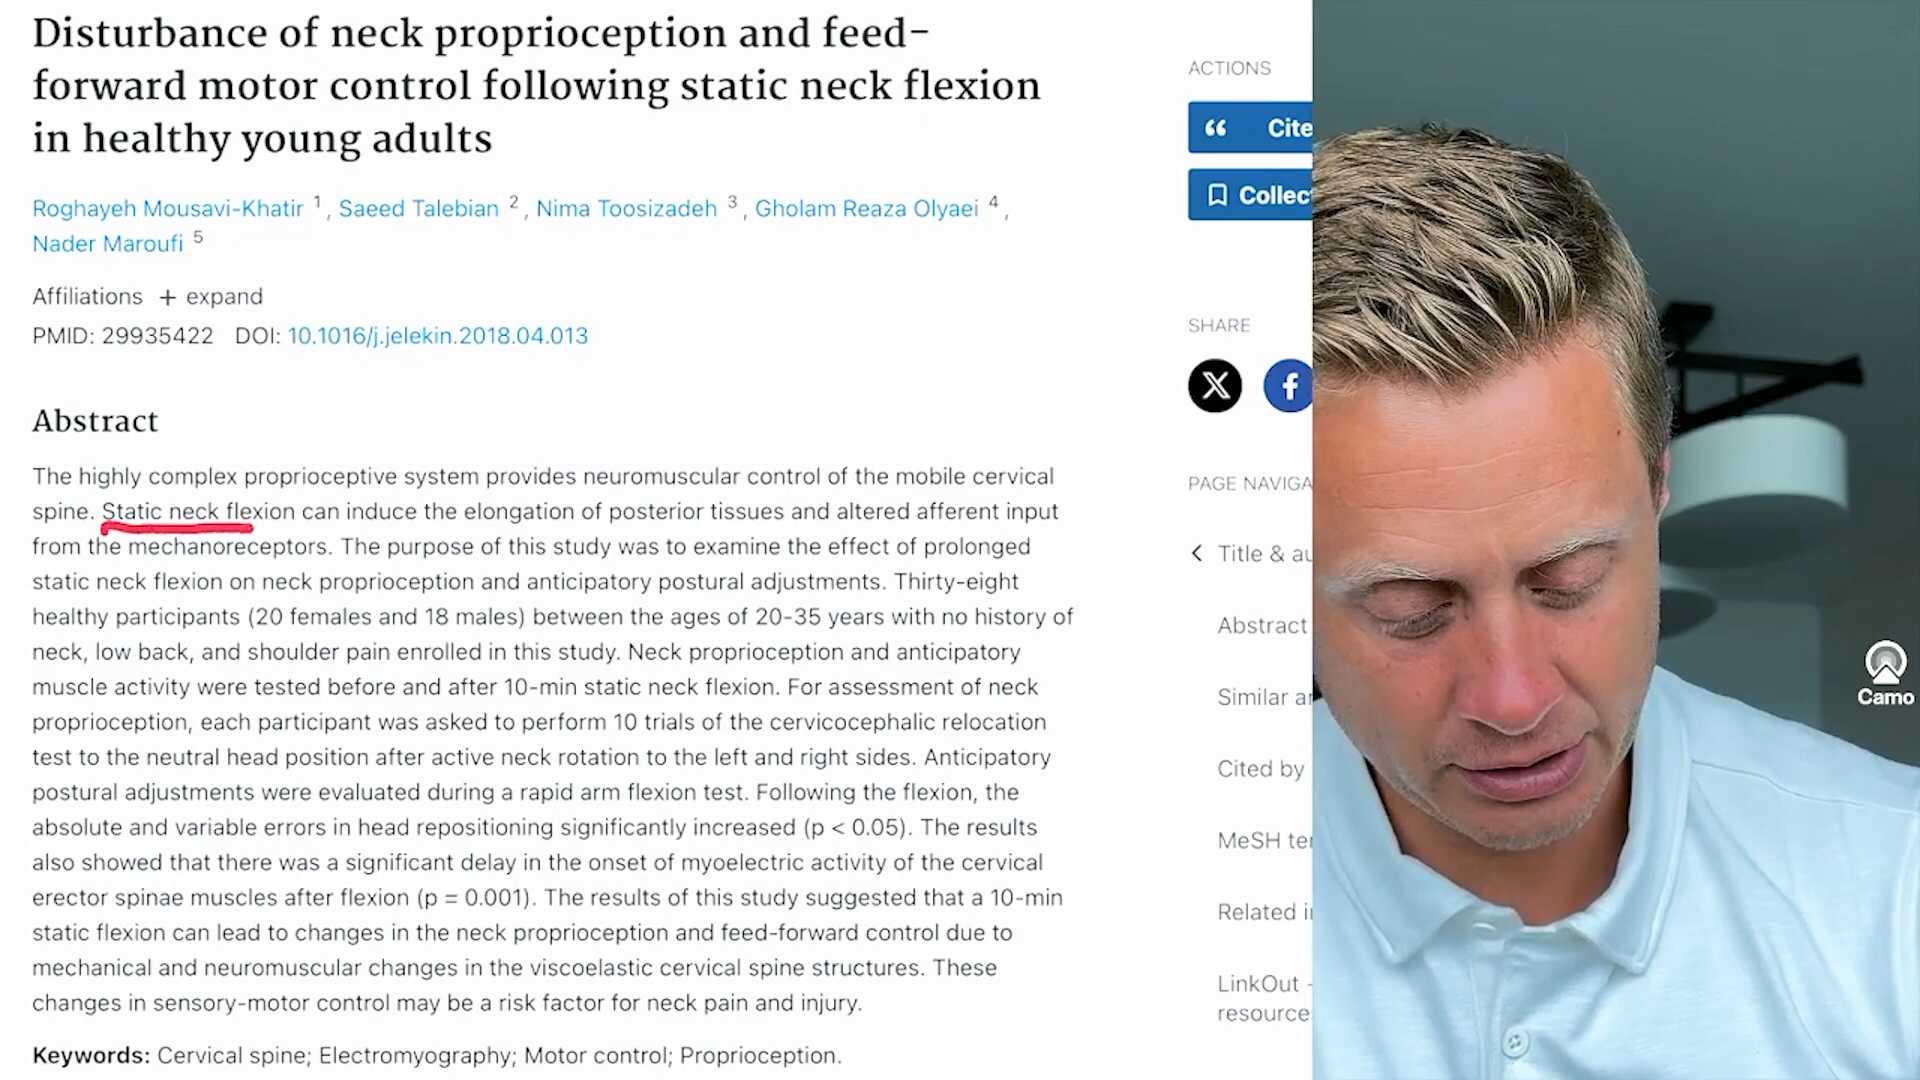 Disturbance of neck proprioception and feed-
forward motor control following static neck flexion
in healthy young adults
Roghayeh Mousavi-Khatir 1, Saeed Talebian 2, Nima Toosizadeh 3, Gholam Reaza Olyaei 4,
Nader Maroufi 5
Affiliations + expand
PMID: 29935422 DOI: 10.1016/j.jelekin.2018.04.013
Abstract
The highly complex proprioceptive system provides neuromuscular control of the mobile cervical
spine. Static neck flexion can induce the elongation of posterior tissues and altered afferent input
from the mechanoreceptors. The purpose of this study was to examine the effect of prolonged
static neck flexion on neck proprioception and anticipatory postural adjustments. Thirty-eight
healthy participants (20 females and 18 males) between the ages of 20-35 years with no history of
neck, low back, and shoulder pain enrolled in this study. Neck proprioception and anticipatory
muscle activity were tested before and after 10-min static neck flexion. For assessment of neck
proprioception, each participant was asked to perform 10 trials of the cervicocephalic relocation
test to the neutral head position after active neck rotation to the left and right sides. Anticipatory
postural adjustments were evaluated during a rapid arm flexion test. Following the flexion, the
absolute and variable errors in head repositioning significantly increased (p < 0.05). The results
also showed that there was a significant delay in the onset of myoelectric activity of the cervical
erector spinae muscles after flexion (p = 0.001). The results of this study suggested that a 10-min
static flexion can lead to changes in the neck proprioception and feed-forward control due to
mechanical and neuromuscular changes in the viscoelastic cervical spine structures. These
changes in sensory-motor control may be a risk factor for neck pain and injury.
Keywords: Cervical spine; Electromyography; Motor control; Proprioception.
ACTIONS
Cite
Collec
SHARE
PAGE NAVIGA
Title & au
Abstract
Similar ar
Cited by
MeSH ter
Related i
LinkOut -
resource
Camo